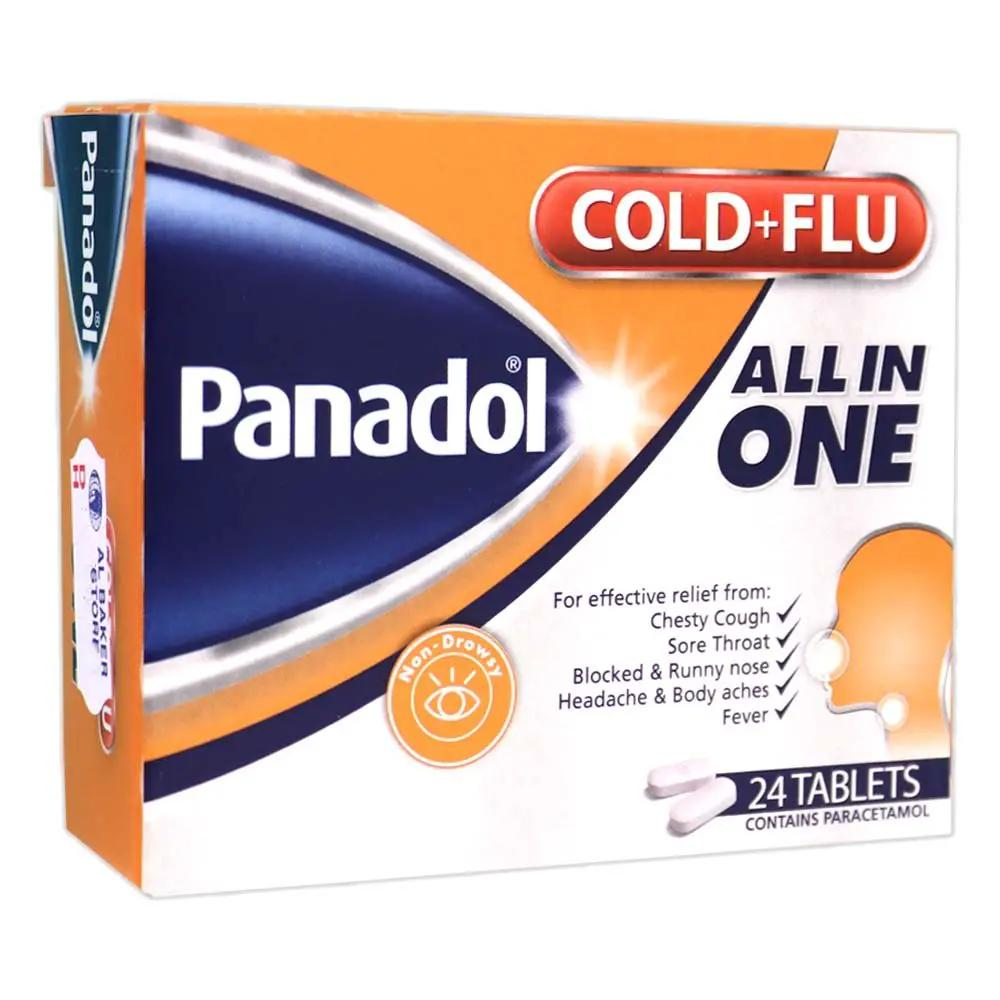 Panadol®
AL BAKER
STORE
COLD+FLU
Panadol®
ALL IN
ONE
For effective relief from:
Chesty Cough
Sore Throat
Blocked & Runny nose
Headache & Body aches
Fever
Non-Drowsy
24 TABLETS
CONTAINS PARACETAMOL